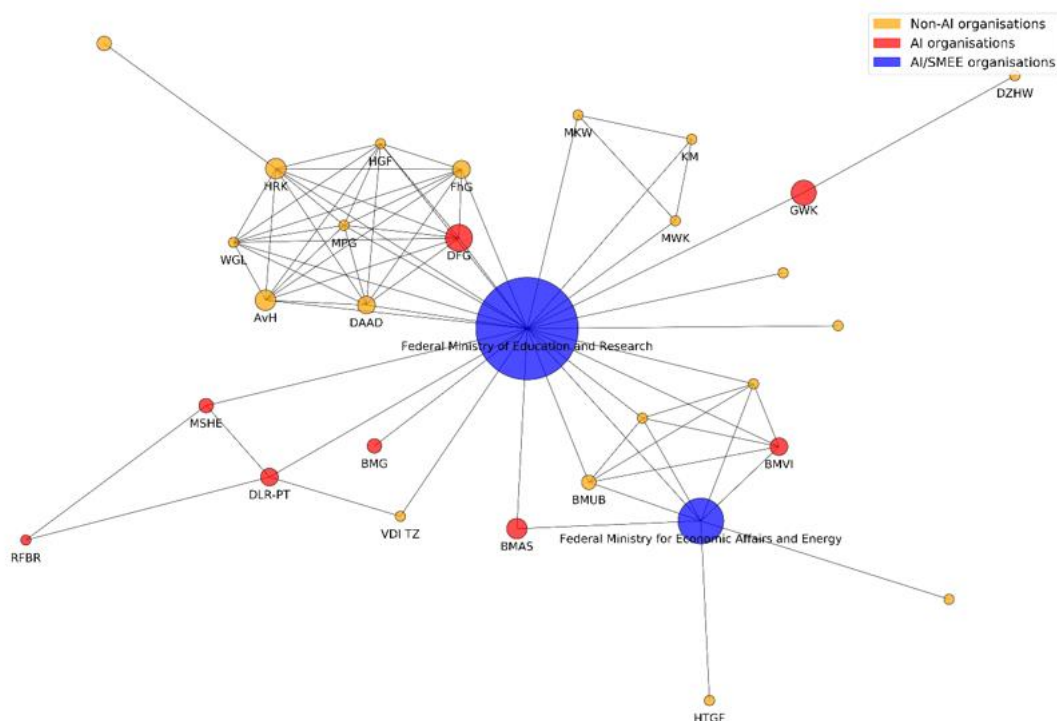 Non-AI organisations
AI organisations
AI/SMEE organisations
DZHW
MKW
KM
HGF
HRK
FhG
GWK
MWK
MPG
WGL
DFG
AvH
DAAD
Federal Ministry of Education and Research
MSHE
BMG
BMVI
DLR-PT
BMUB
VDI TZ
BMAS
Federal Ministry for Economic Affairs and Energy
RFBR
HTGF